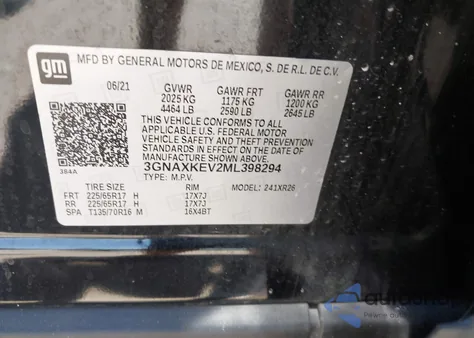 gm
MFD BY GENERAL MOTORS DE MEXICO, S. DE R.L. DE C.V.
06/21 GVWR GAWR FRT GAWR RR
2025 KG 1175 KG 1200 KG
4464 LB 2590 LB 2645 LB
THIS VEHICLE CONFORMS TO ALL
APPLICABLE U.S. FEDERAL MOTOR
VEHICLE SAFETY AND THEFT PREVENTION
STANDARDS IN EFFECT ON THE DATE OF
MANUFACTURE SHOWN ABOVE.
384A
3GNAXKEV2ML398294
TYPE: M.P.V.
TIRE SIZE RIM MODEL: 241XR26
FRT 225/65R17 H 17X7J
RR 225/65R17 H 17X7J
SPA T135/70R16 M 16X4BT